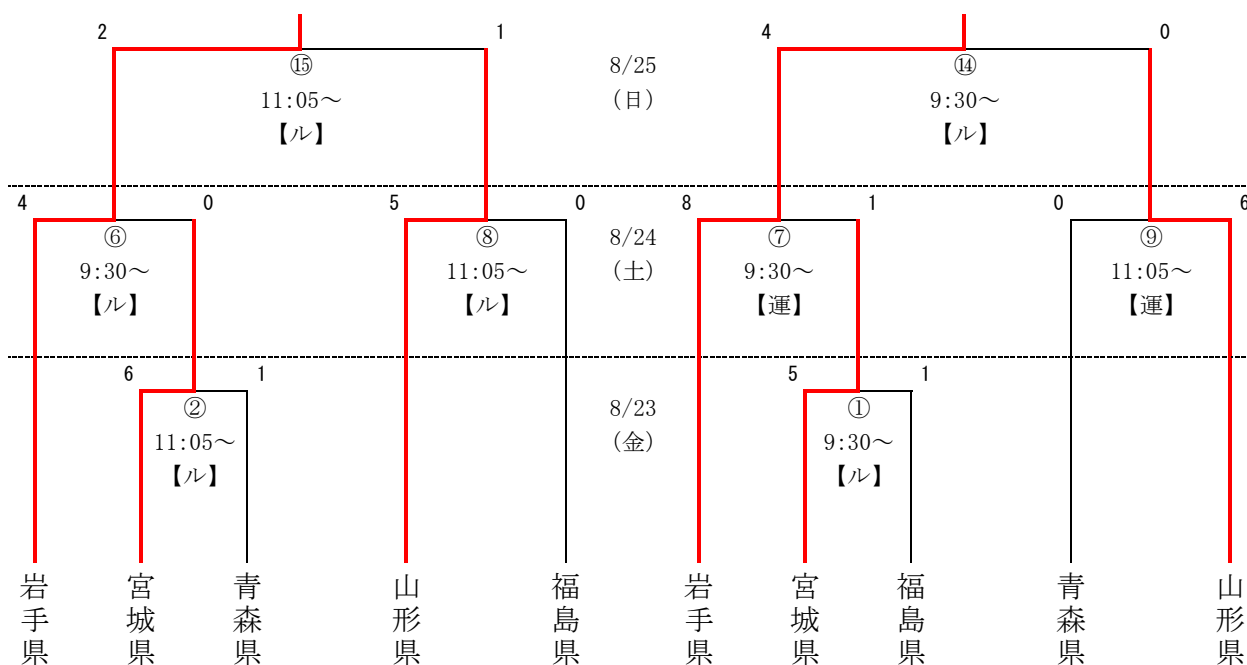 2 1 4 0
⑮ 8/25 ⑭
11:05～ (日) 9:30～
【ル】 【ル】
4 0 5 0 8 1 0 6
⑥ ⑧ 8/24 ⑦ ⑨
9:30～ 11:05～ (土) 9:30～ 11:05～
【ル】 【ル】 【運】 【運】
6 1 5 1
② 8/23 ①
11:05～ (金) 9:30～
【ル】 【ル】
岩手県
宮城県
青森県
山形県
福島県
岩手県
宮城県
福島県
青森県
山形県